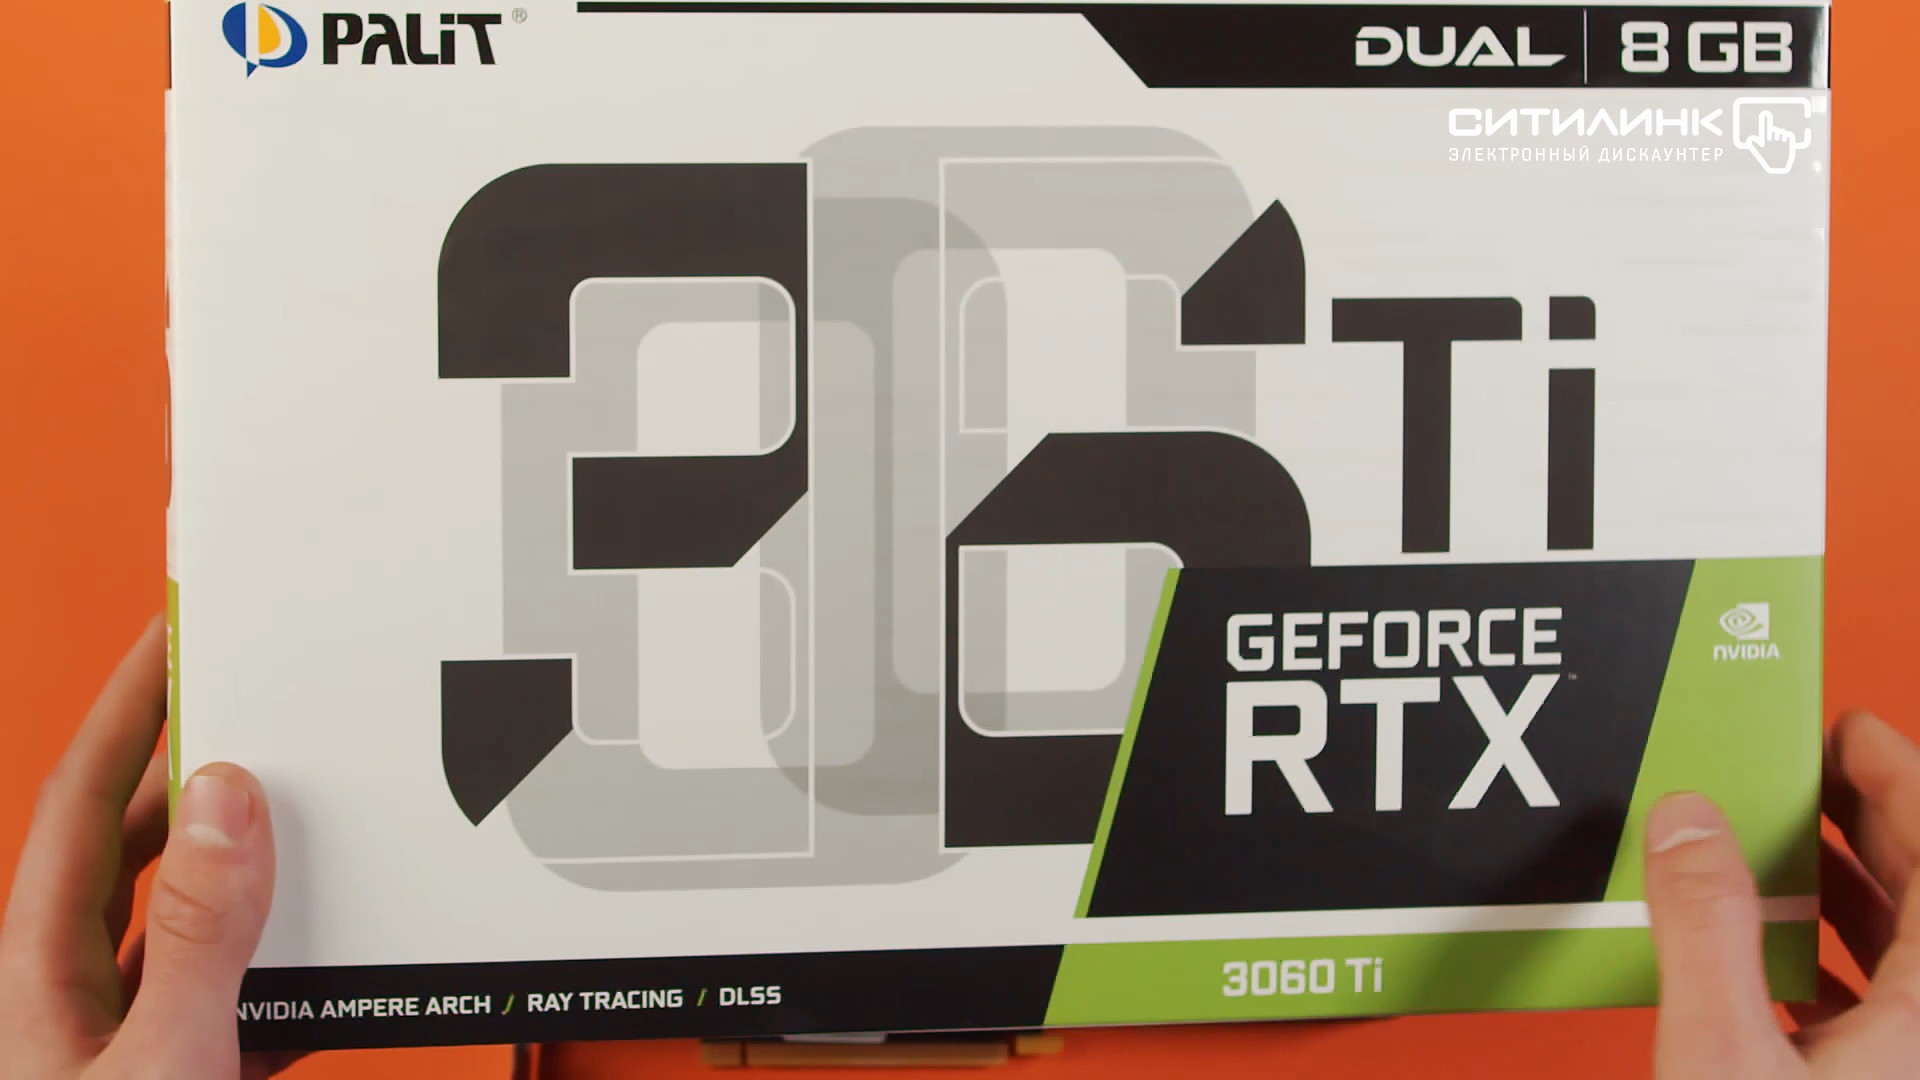 PALiT®
DUAL | 8 GB
СИТИЛИНК
ЭЛЕКТРОННЫЙ ДИСКАУНТЕР
3060 Ti
GEFORCE
RTX™
NVIDIA
3060 Ti
NVIDIA AMPERE ARCH / RAY TRACING / DLSS